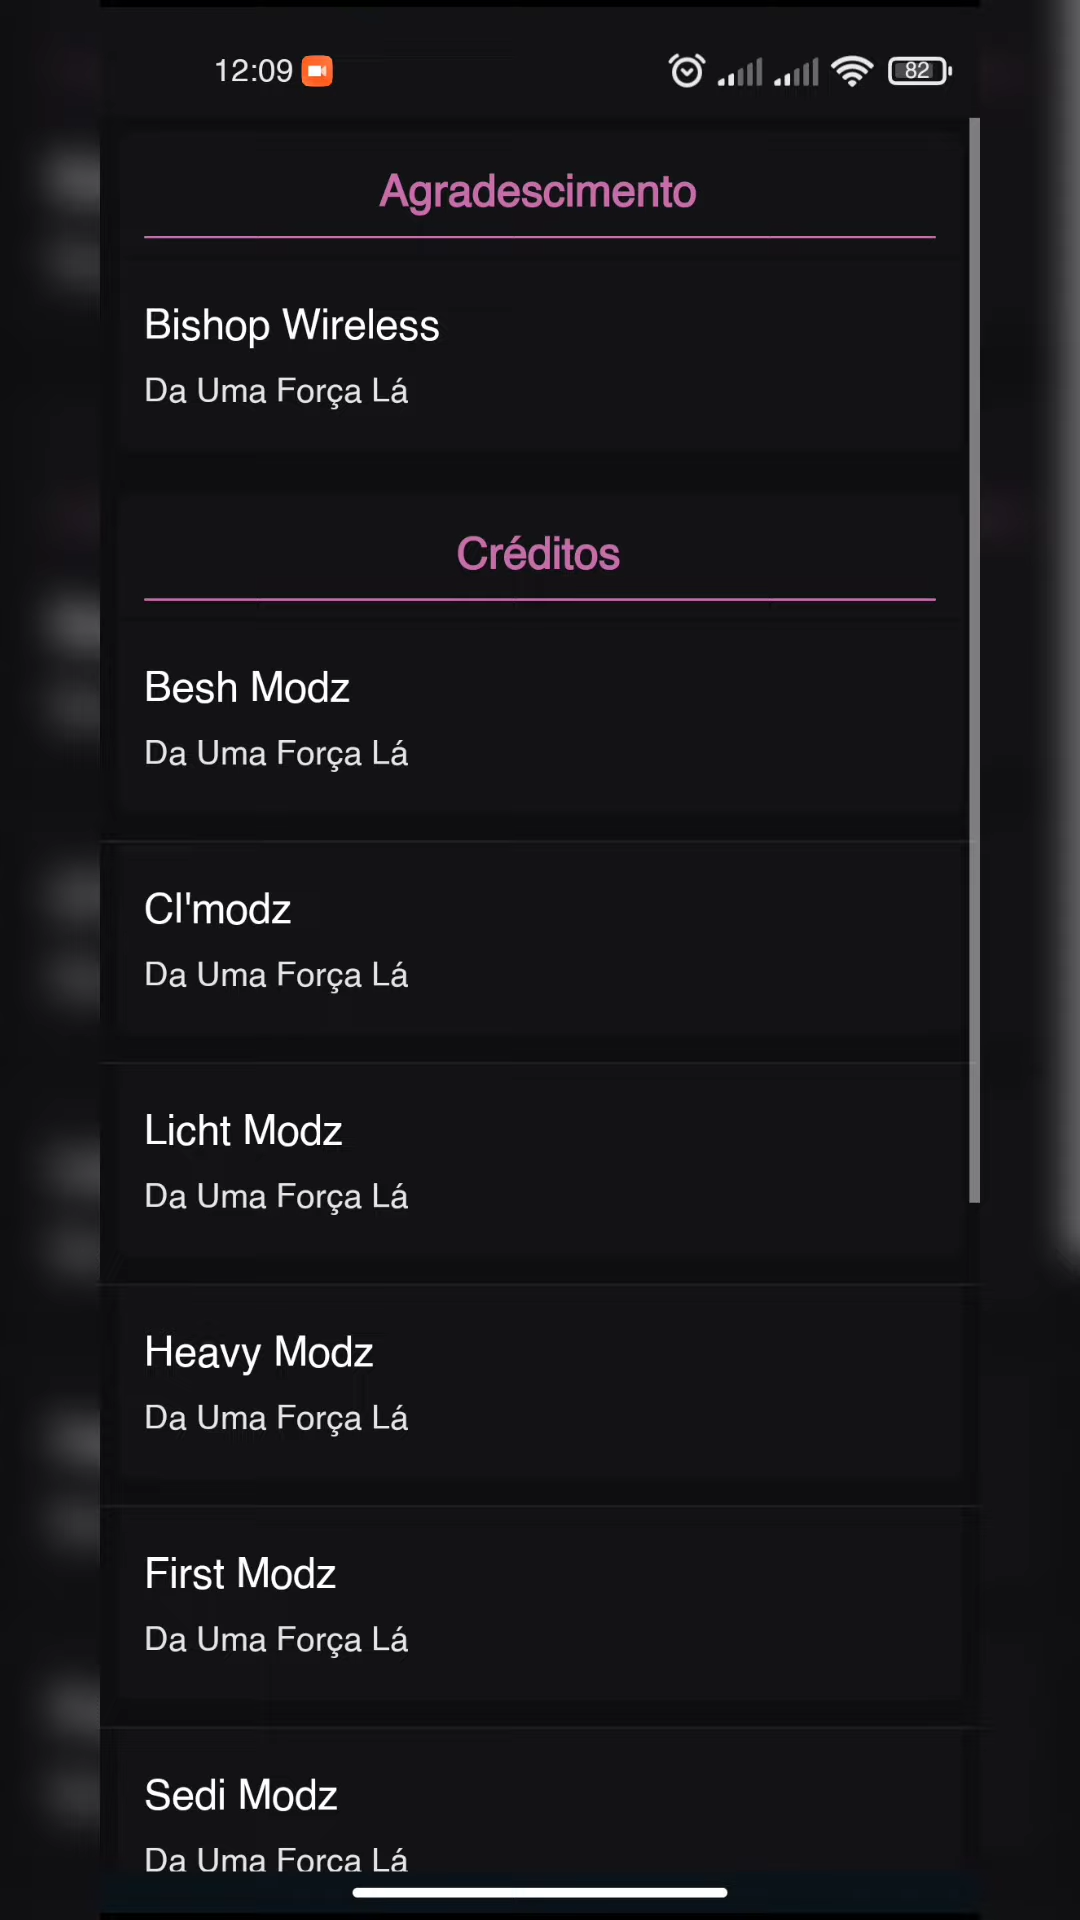 12:09
82
Agradescimento
Bishop Wireless
Da Uma Força Lá
Créditos
Besh Modz
Da Uma Força Lá
Cl'modz
Da Uma Força Lá
Licht Modz
Da Uma Força Lá
Heavy Modz
Da Uma Força Lá
First Modz
Da Uma Força Lá
Sedi Modz
Da Uma Força Lá